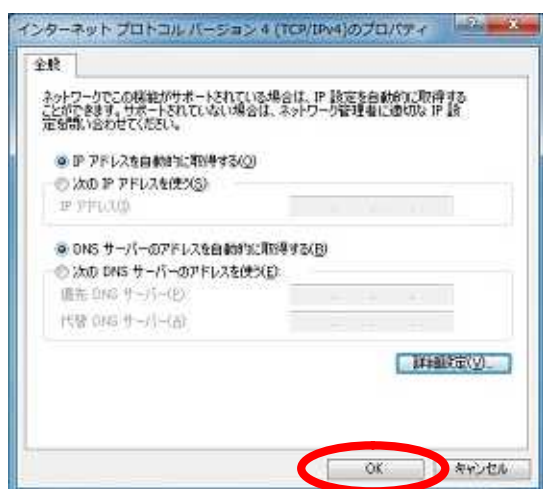 インターネット プロトコル バージョン 4 (TCP/IPv4)のプロパティ
全般
ネットワークでこの機能がサポートされている場合は、IP 設定を自動的に取得する
ことができます。サポートされていない場合は、ネットワーク管理者に適切な IP 設
定を問い合わせてください。
IP アドレスを自動的に取得する(O)
次の IP アドレスを使う(S)
IP アドレス(I)
DNS サーバーのアドレスを自動的に取得する(B)
次の DNS サーバーのアドレスを使う(E):
優先 DNS サーバー(P)
代替 DNS サーバー(A)
詳細設定(V)...
OK
キャンセル